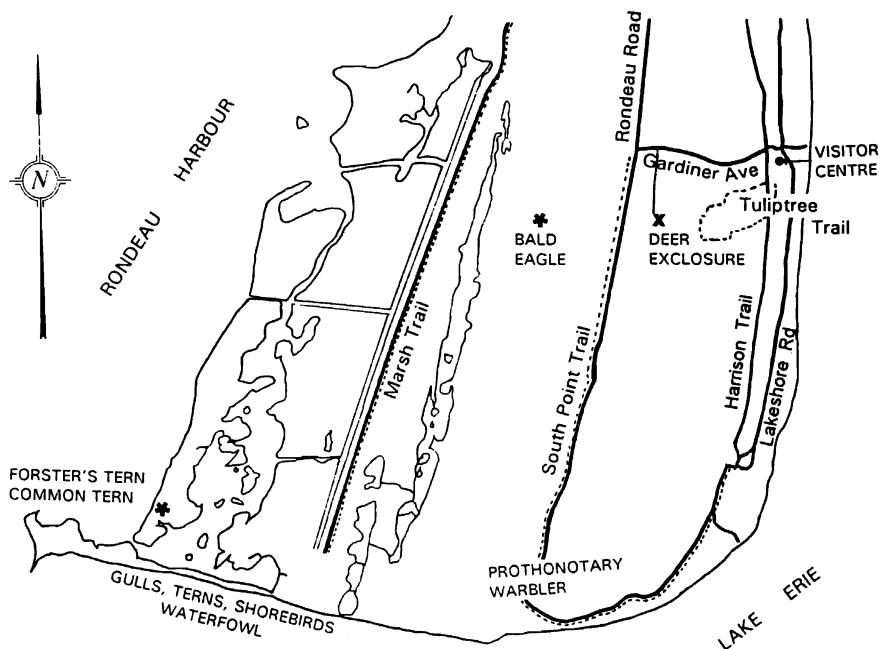 Rondeau Road
RONDEAU HARBOUR
N
Gardiner Ave
VISITOR
CENTRE
Tuliptree
Trail
BALD
EAGLE
DEER
EXCLOSURE
Marsh Trail
South Point Trail
Harrison Trail
Lakeshore Rd
FORSTER'S TERN
COMMON TERN
PROTHONOTARY
WARBLER
GULLS, TERNS, SHOREBIRDS
WATERFOWL
LAKE ERIE